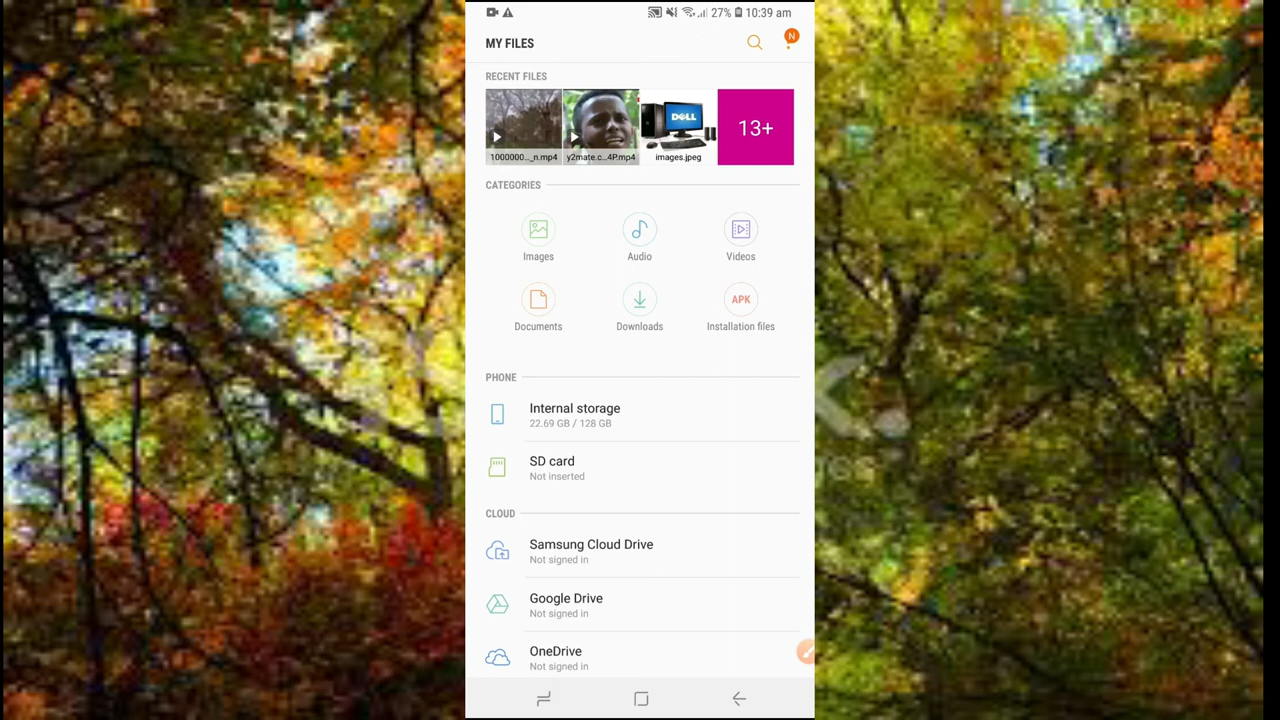 27% 10:39 am
MY FILES
N
RECENT FILES
DELL
13+
1000000..._n.mp4
y2mate.c...4P.mp4
images.jpeg
CATEGORIES
Images
Audio
Videos
APK
Documents
Downloads
Installation files
PHONE
Internal storage
22.69 GB / 128 GB
SD card
Not inserted
CLOUD
Samsung Cloud Drive
Not signed in
Google Drive
Not signed in
OneDrive
Not signed in